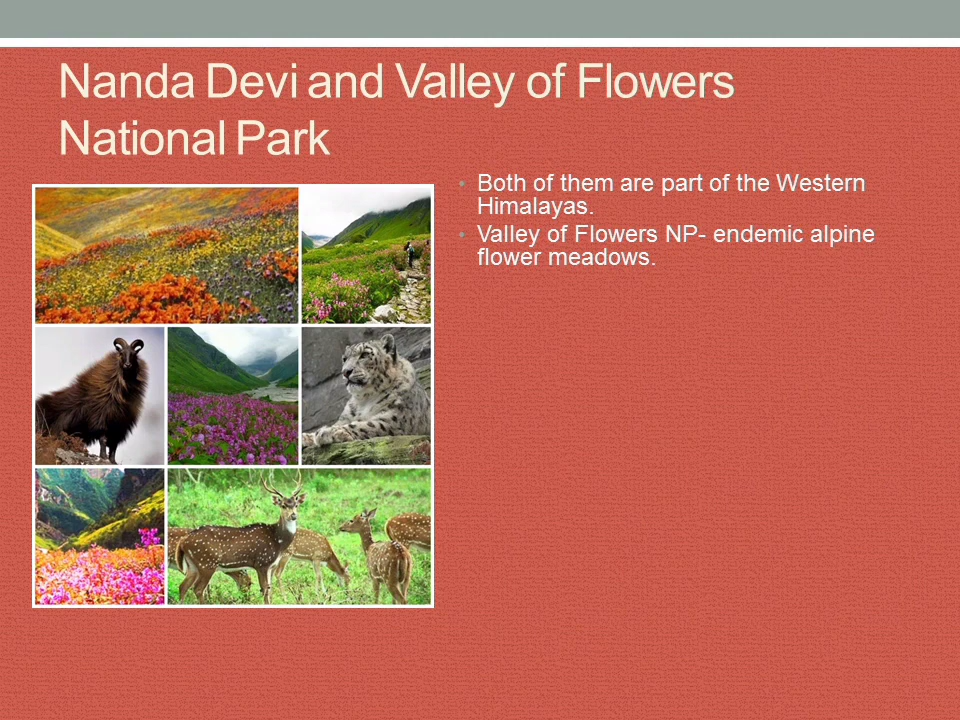 Nanda Devi and Valley of Flowers
National Park
• Both of them are part of the Western
Himalayas.
• Valley of Flowers NP- endemic alpine
flower meadows.